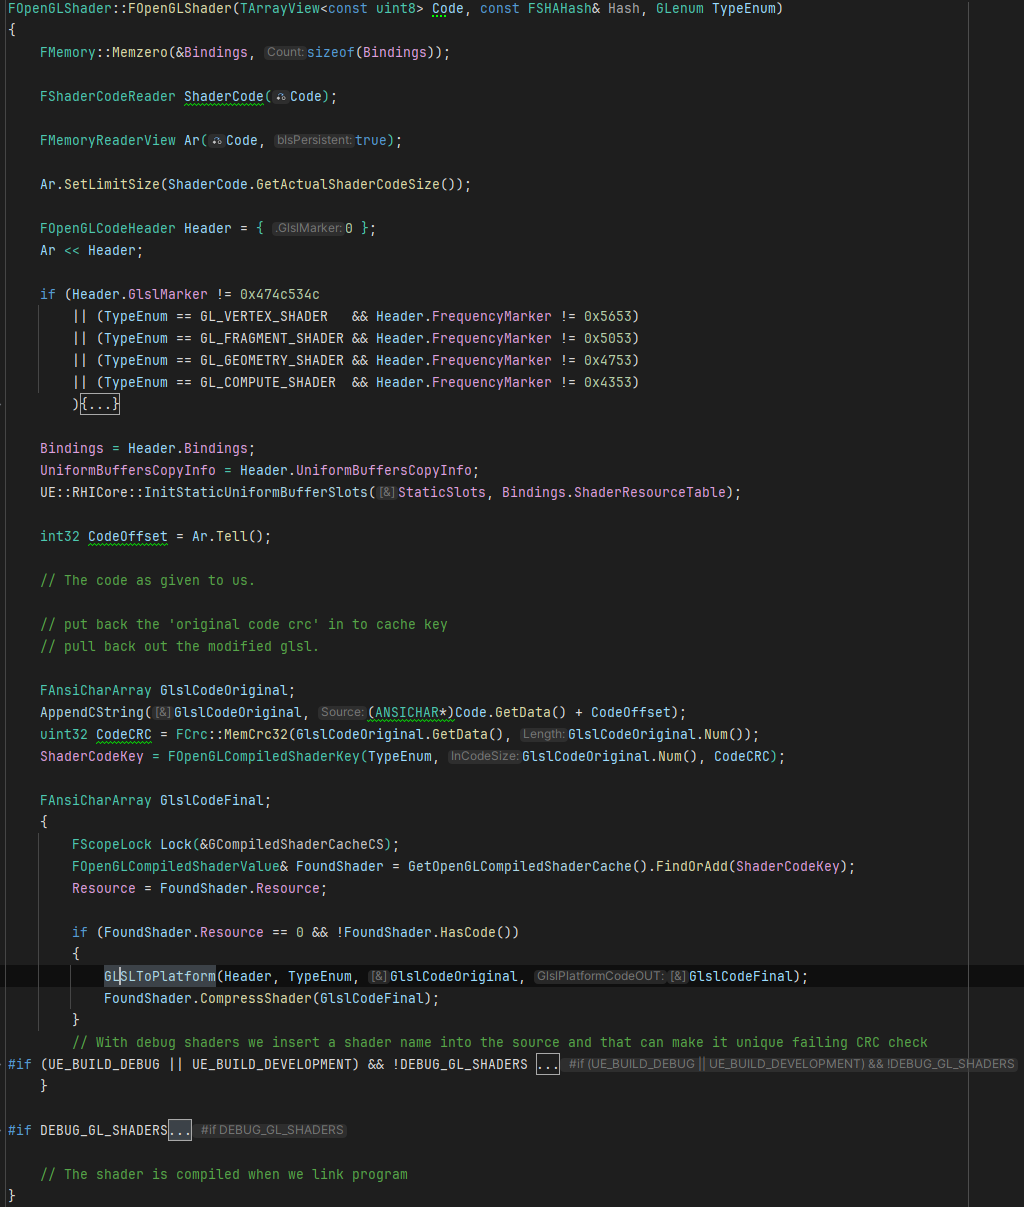 FOpenGLShader::FOpenGLShader(TArrayView<const uint8> Code, const FSHAHash& Hash, GLenum TypeEnum)
{
FMemory::Memzero(&Bindings, Count: sizeof(Bindings));
FShaderCodeReader ShaderCode(Code);
FMemoryReaderView Ar(Code, bIsPersistent: true);
Ar.SetLimitSize(ShaderCode.GetActualShaderCodeSize());
FOpenGLCodeHeader Header = { .GlslMarker: 0 };
Ar << Header;
if (Header.GlslMarker != 0x474c534c
|| (TypeEnum == GL_VERTEX_SHADER && Header.FrequencyMarker != 0x5653)
|| (TypeEnum == GL_FRAGMENT_SHADER && Header.FrequencyMarker != 0x5053)
|| (TypeEnum == GL_GEOMETRY_SHADER && Header.FrequencyMarker != 0x4753)
|| (TypeEnum == GL_COMPUTE_SHADER && Header.FrequencyMarker != 0x4353)
){...}
Bindings = Header.Bindings;
UniformBuffersCopyInfo = Header.UniformBuffersCopyInfo;
UE::RHICore::InitStaticUniformBufferSlots([&] StaticSlots, Bindings.ShaderResourceTable);
int32 CodeOffset = Ar.Tell();
// The code as given to us.
// put back the 'original code crc' in to cache key
// pull back out the modified glsl.
FAnsiCharArray GlslCodeOriginal;
AppendCString([&] GlslCodeOriginal, Source: (ANSICHAR*)Code.GetData() + CodeOffset);
uint32 CodeCRC = FCrc::MemCrc32(GlslCodeOriginal.GetData(), Length: GlslCodeOriginal.Num());
ShaderCodeKey = FOpenGLCompiledShaderKey(TypeEnum, InCodeSize: GlslCodeOriginal.Num(), CodeCRC);
FAnsiCharArray GlslCodeFinal;
{
FScopeLock Lock(&GCompiledShaderCacheCS);
FOpenGLCompiledShaderValue& FoundShader = GetOpenGLCompiledShaderCache().FindOrAdd(ShaderCodeKey);
Resource = FoundShader.Resource;
if (FoundShader.Resource == 0 && !FoundShader.HasCode())
{
GLSLToPlatform(Header, TypeEnum, [&] GlslCodeOriginal, GlslPlatformCodeOUT: [&] GlslCodeFinal);
FoundShader.CompressShader(GlslCodeFinal);
}
// With debug shaders we insert a shader name into the source and that can make it unique failing CRC check
#if (UE_BUILD_DEBUG || UE_BUILD_DEVELOPMENT) && !DEBUG_GL_SHADERS ... #if (UE_BUILD_DEBUG || UE_BUILD_DEVELOPMENT) && !DEBUG_GL_SHADERS
}
#if DEBUG_GL_SHADERS... #if DEBUG_GL_SHADERS
// The shader is compiled when we link program
}